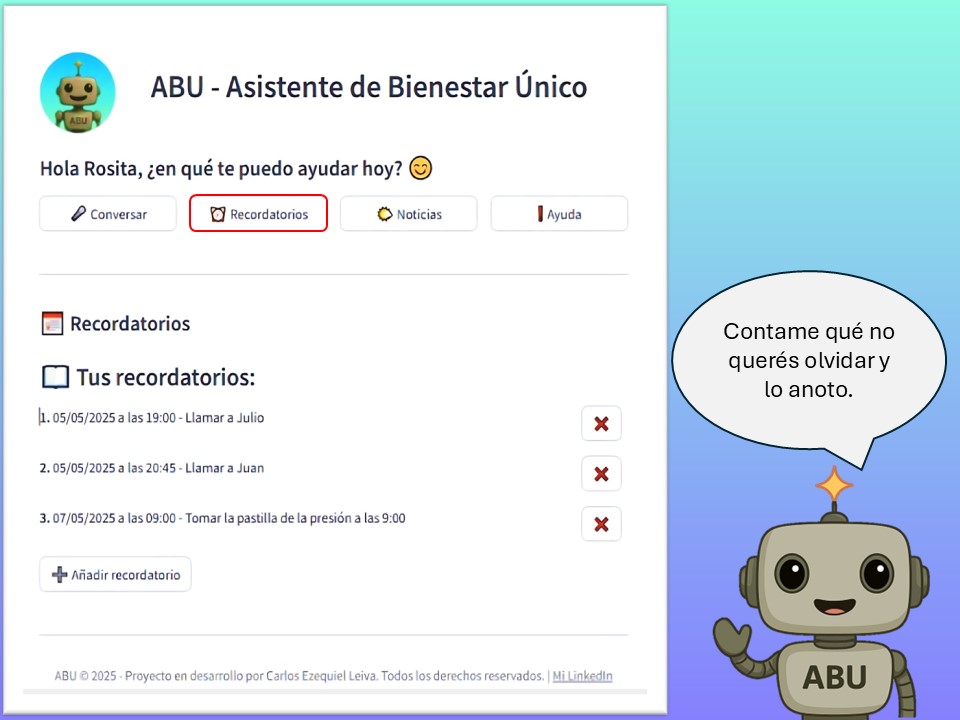 ABU
ABU - Asistente de Bienestar Único
Hola Rosita, ¿en qué te puedo ayudar hoy? 😊
Conversar
Recordatorios
Noticias
Ayuda
Recordatorios
Tus recordatorios:
1. 05/05/2025 a las 19:00 - Llamar a Julio
2. 05/05/2025 a las 20:45 - Llamar a Juan
3. 07/05/2025 a las 09:00 - Tomar la pastilla de la presión a las 9:00
Añadir recordatorio
ABU © 2025 - Proyecto en desarrollo por Carlos Ezequiel Leiva. Todos los derechos reservados. | Mi LinkedIn
Contame qué no
querés olvidar y
lo anoto.
ABU